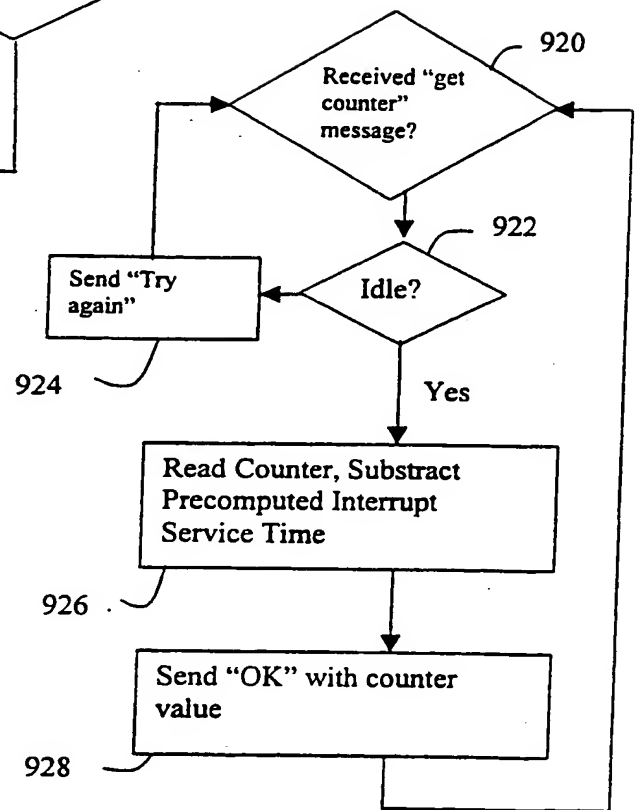 920
Received “get
counter”
message?
922
Idle?
Send “Try
again”
924
Yes
Read Counter, Substract
Precomputed Interrupt
Service Time
926
Send “OK” with counter
value
928